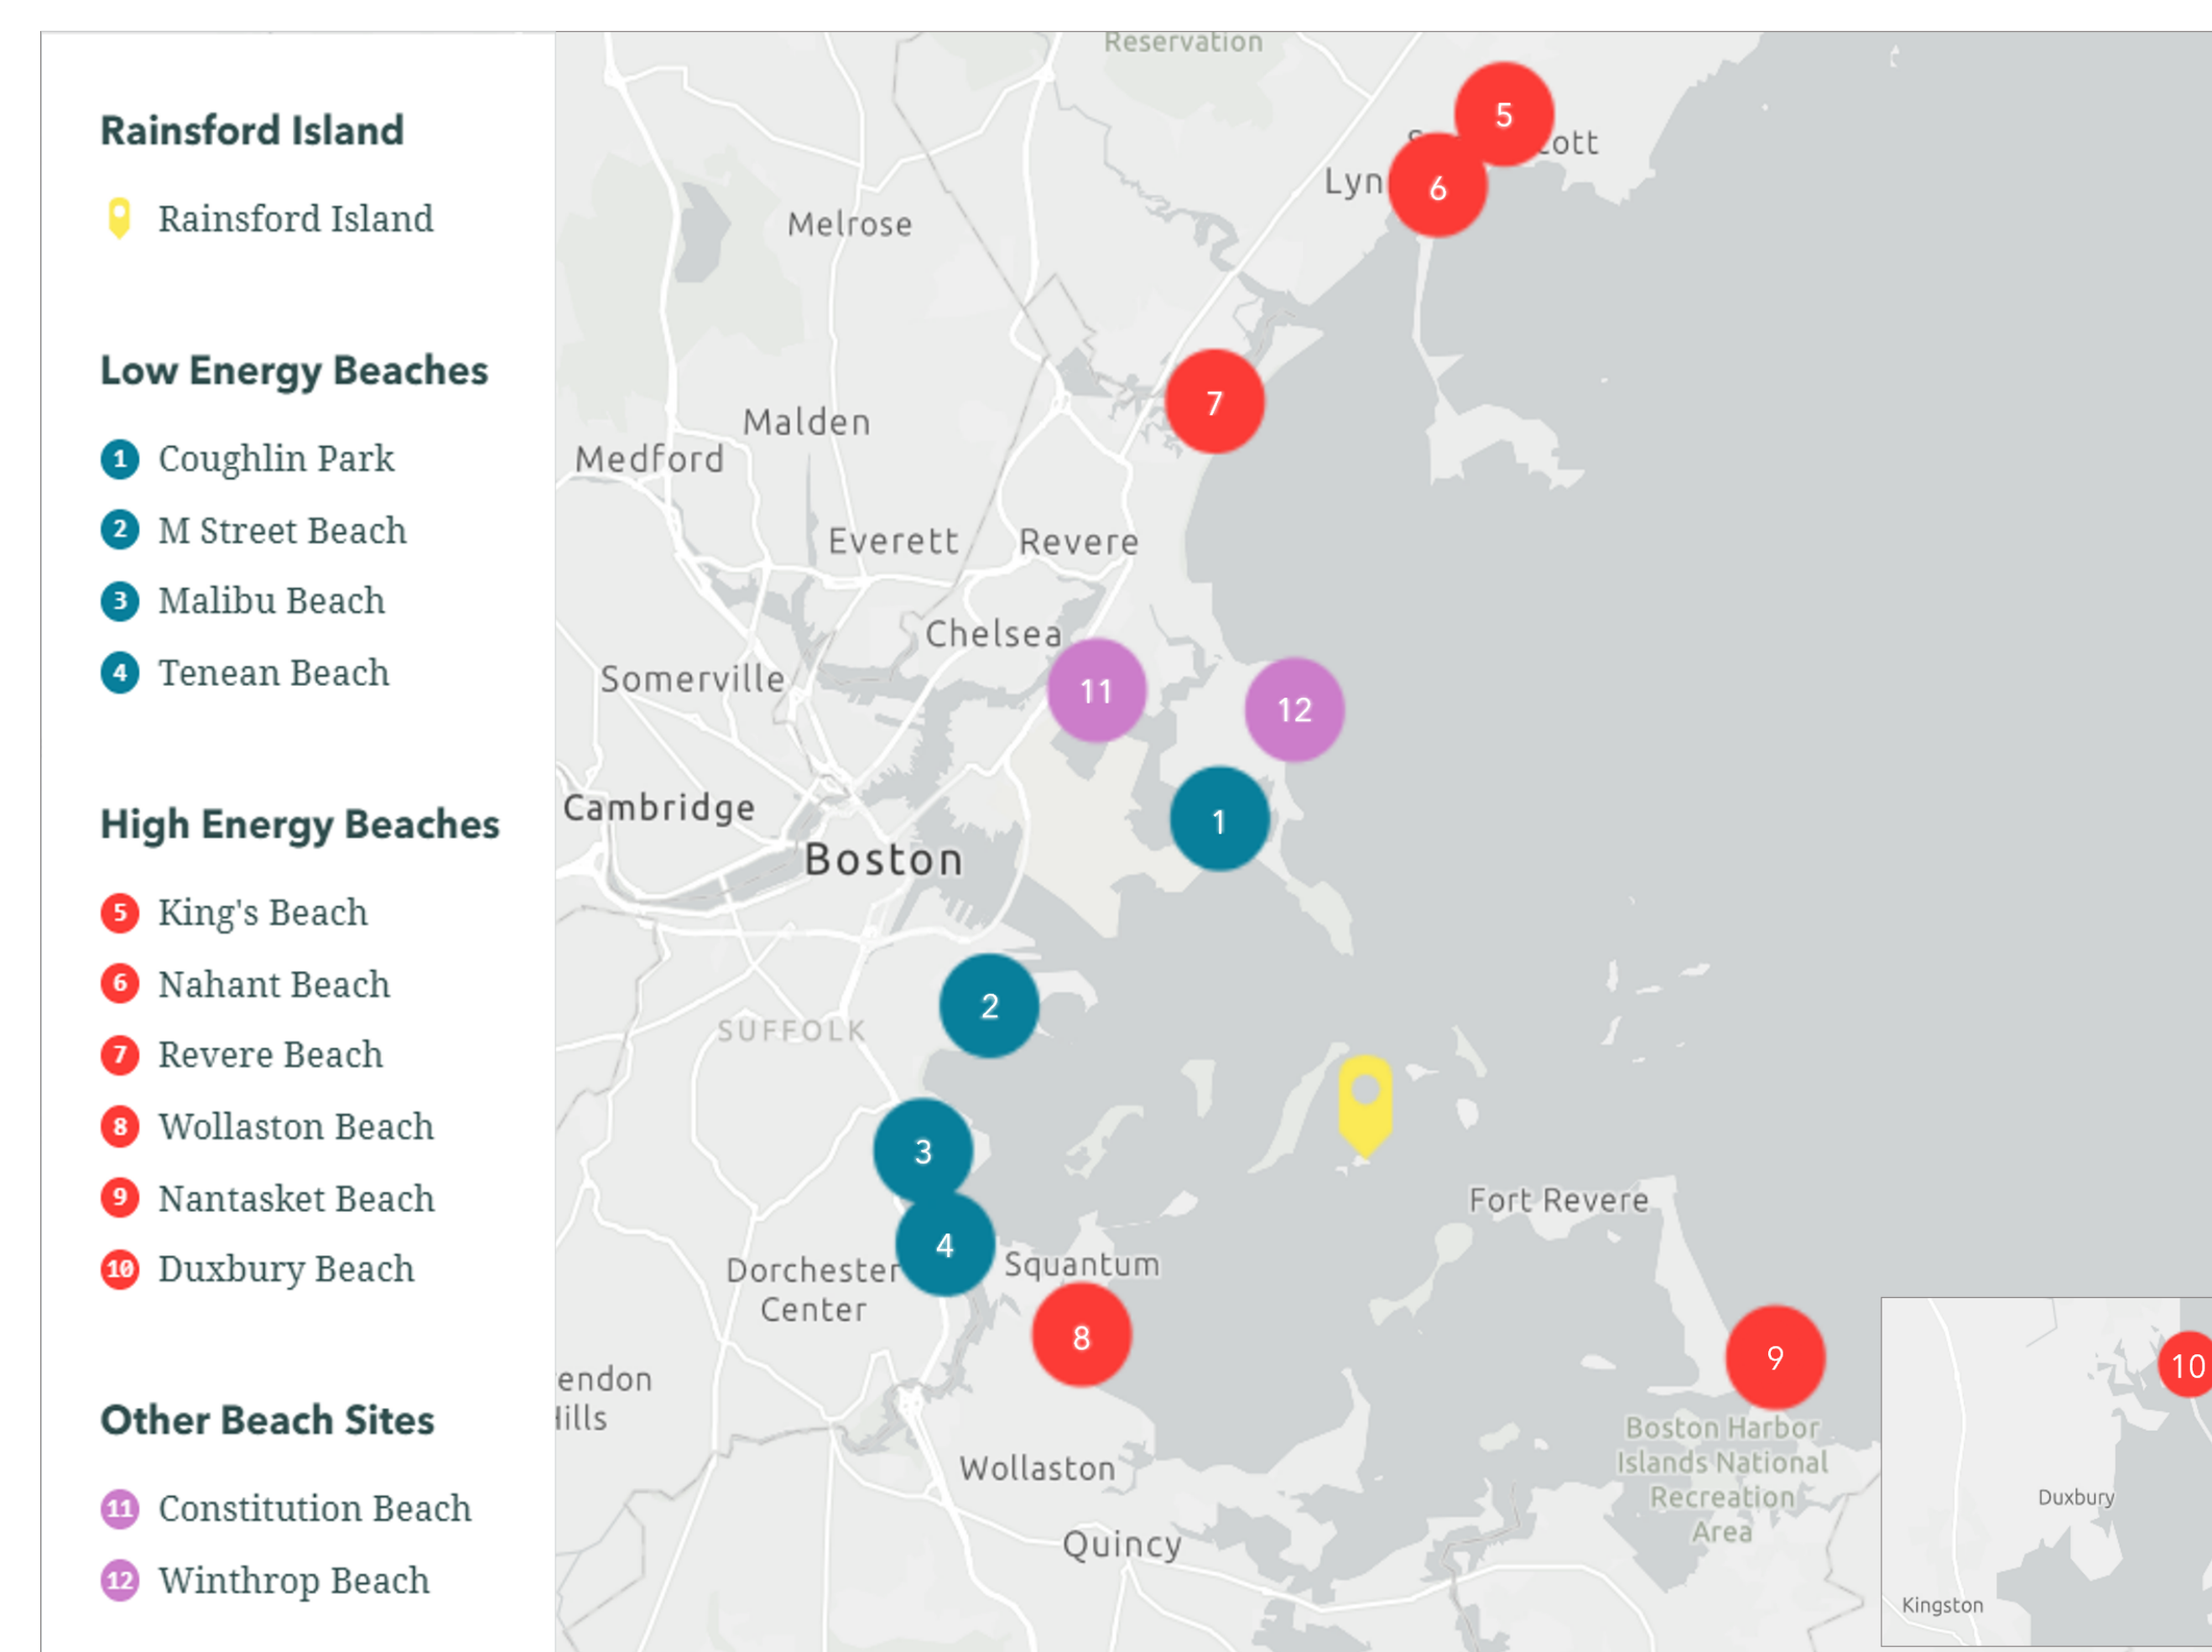 Rainsford Island
Rainsford Island
Low Energy Beaches
1 Coughlin Park
2 M Street Beach
3 Malibu Beach
4 Tenean Beach
High Energy Beaches
5 King's Beach
6 Nahant Beach
7 Revere Beach
8 Wollaston Beach
9 Nantasket Beach
10 Duxbury Beach
Other Beach Sites
11 Constitution Beach
12 Winthrop Beach
Reservation
5
ott
Lyn
6
Melrose
7
Malden
Medford
Everett
Revere
Chelsea
Somerville
11
12
Cambridge
1
Boston
2
SUFFOLK
3
Fort Revere
4
Squantum
Dorchester
Center
8
9
10
endon
ills
Boston Harbor
Islands National
Recreation
Area
Wollaston
Duxbury
Quincy
Kingston